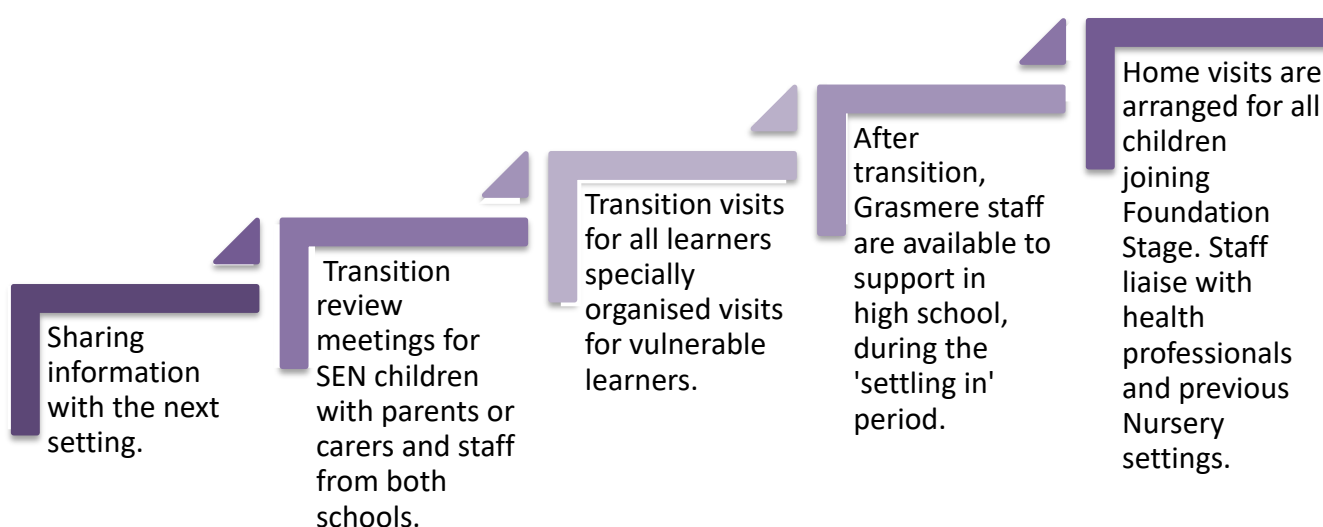 Sharing
information
with the next
setting.
Transition
review
meetings for
SEN children
with parents or
carers and staff
from both
schools.
Transition visits
for all learners
specially
organised visits
for vulnerable
learners.
After
transition,
Grasmere staff
are available to
support in
high school,
during the
'settling in'
period.
Home visits are
arranged for all
children
joining
Foundation
Stage. Staff
liaise with
health
professionals
and previous
Nursery
settings.